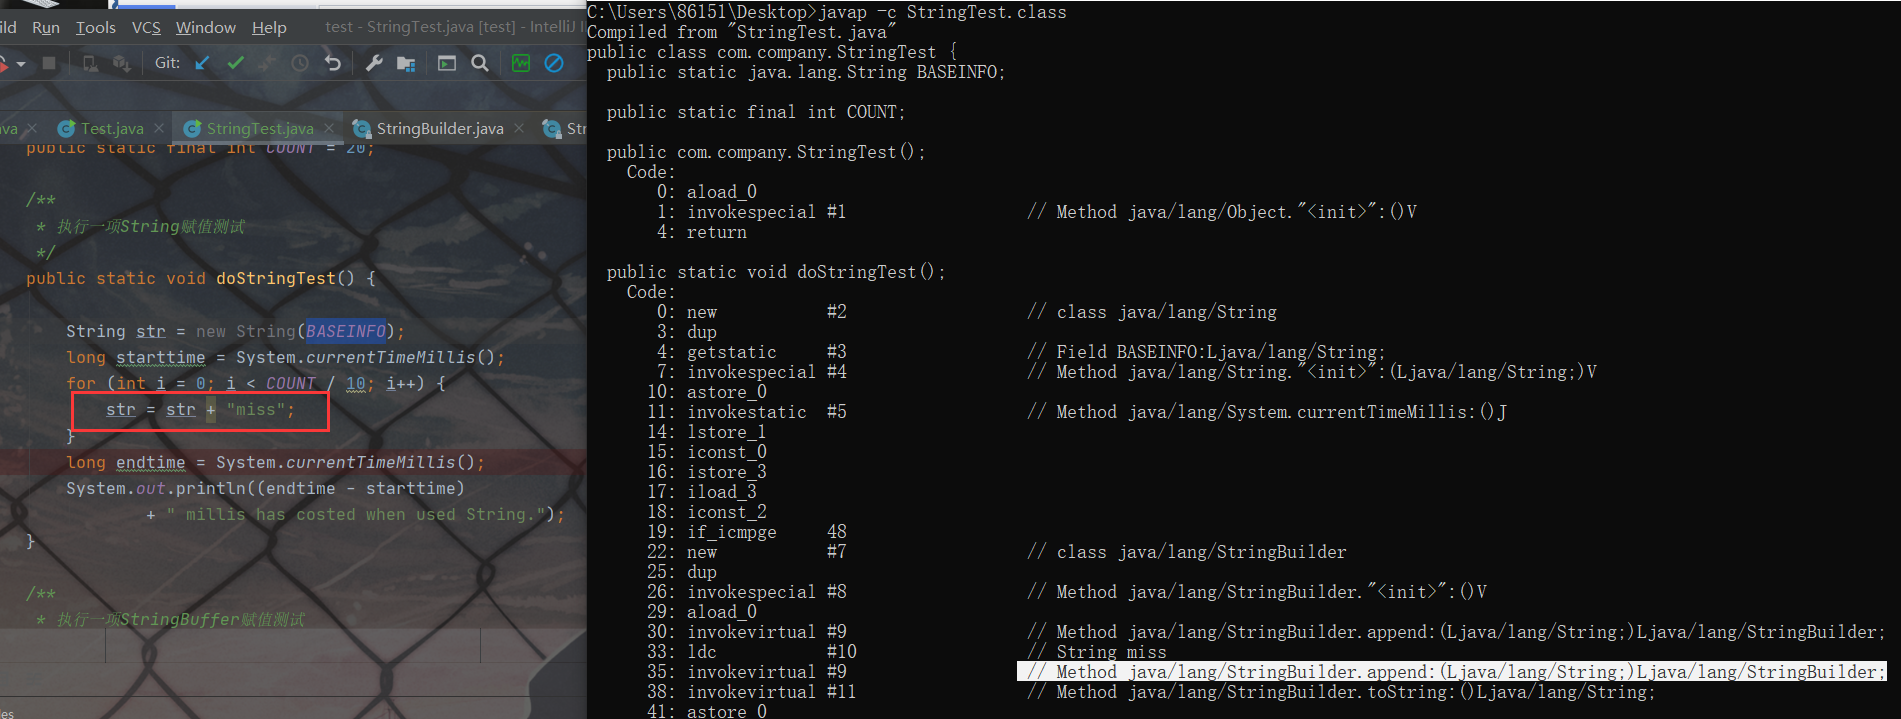 ild Run Tools VCS Window Help test - StringTest.java [test] - IntelliJ I
Git:
ava Test.java StringTest.java StringBuilder.java Str
public static final int COUNT = 20;
/**
* 执行一项String赋值测试
*/
public static void doStringTest() {
String str = new String(BASEINFO);
long starttime = System.currentTimeMillis();
for (int i = 0; i < COUNT / 10; i++) {
str = str + "miss";
}
long endtime = System.currentTimeMillis();
System.out.println((endtime - starttime)
+ " millis has costed when used String.");
}
/**
* 执行一项StringBuffer赋值测试
les
C:\Users\86151\Desktop>javap -c StringTest.class
Compiled from "StringTest.java"
public class com.company.StringTest {
public static java.lang.String BASEINFO;
public static final int COUNT;
public com.company.StringTest();
Code:
0: aload_0
1: invokespecial #1 // Method java/lang/Object."<init>":()V
4: return
public static void doStringTest();
Code:
0: new #2 // class java/lang/String
3: dup
4: getstatic #3 // Field BASEINFO:Ljava/lang/String;
7: invokespecial #4 // Method java/lang/String."<init>":(Ljava/lang/String;)V
10: astore_0
11: invokestatic #5 // Method java/lang/System.currentTimeMillis:()J
14: lstore_1
15: iconst_0
16: istore_3
17: iload_3
18: iconst_2
19: if_icmpge 48
22: new #7 // class java/lang/StringBuilder
25: dup
26: invokespecial #8 // Method java/lang/StringBuilder."<init>":()V
29: aload_0
30: invokevirtual #9 // Method java/lang/StringBuilder.append:(Ljava/lang/String;)Ljava/lang/StringBuilder;
33: ldc #10 // String miss
35: invokevirtual #9 // Method java/lang/StringBuilder.append:(Ljava/lang/String;)Ljava/lang/StringBuilder;
38: invokevirtual #11 // Method java/lang/StringBuilder.toString:()Ljava/lang/String;
41: astore_0